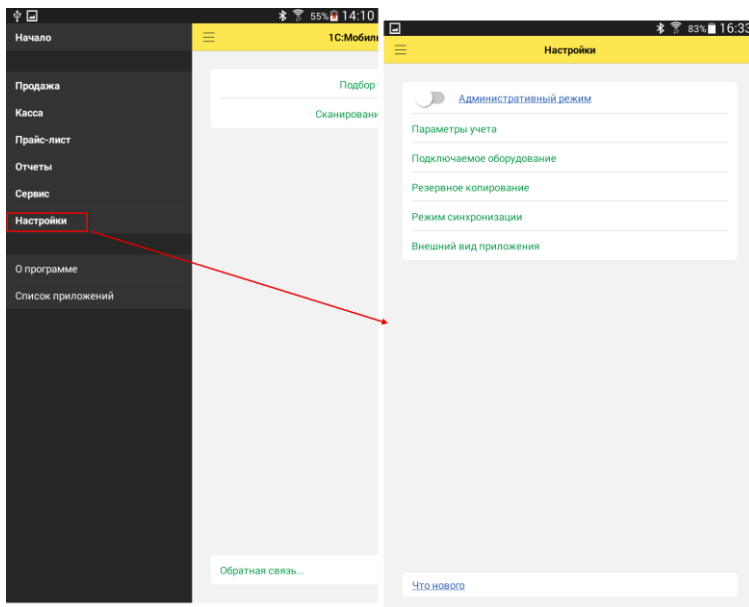 55% 14:10
Начало
Продажа
Касса
Прайс-лист
Отчеты
Сервис
Настройки
О программе
Список приложений
1С:Мобиль
Подбор
Сканировани
Обратная связь...
83% 16:33
Настройки
Административный режим
Параметры учета
Подключаемое оборудование
Резервное копирование
Режим синхронизации
Внешний вид приложения
Что нового